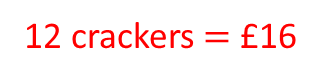 12 crackers = £16